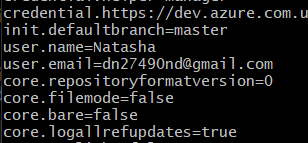 credential.https://dev.azure.com.u
init.defaultbranch=master
user.name=Natasha
user.email=dn27490nd@gmail.com
core.repositoryformatversion=0
core.filemode=false
core.bare=false
core.logallrefupdates=true